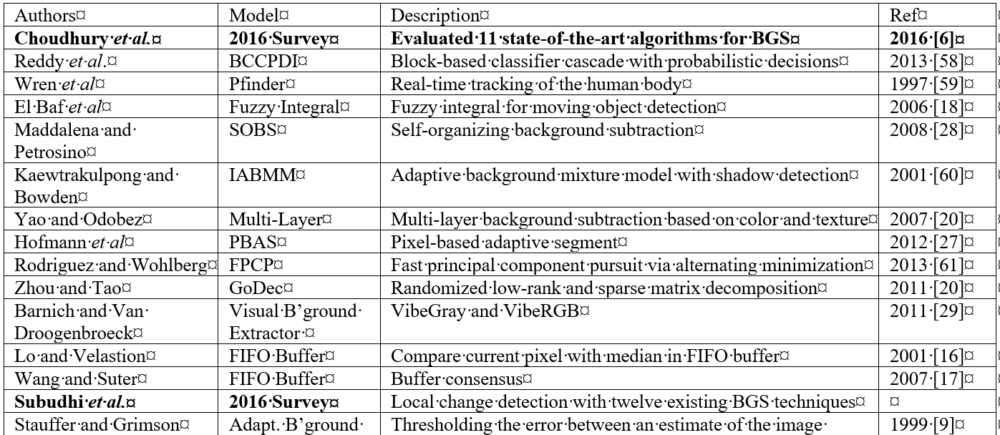 Authors¤ Model¤ Description¤ Ref¤
Choudhury·et·al.¤ 2016·Survey¤ Evaluated·11·state-of-the-art·algorithms·for·BGS¤ 2016·[6]¤
Reddy·et·al.¤ BCCPDI¤ Block-based·classifier·cascade·with·probabilistic·decisions¤ 2013·[58]¤
Wren·et·al¤ Pfinder¤ Real-time·tracking·of·the·human·body¤ 1997·[59]¤
El·Baf·et·al¤ Fuzzy·Integral¤ Fuzzy·integral·for·moving·object·detection¤ 2006·[18]¤
Maddalena·and· SOBS¤ Self-organizing·background·subtraction¤ 2008·[28]¤
Petrosino¤
Kaewtrakulpong·and· IABMM¤ Adaptive·background·mixture·model·with·shadow·detection¤ 2001·[60]¤
Bowden¤
Yao·and·Odobez¤ Multi-Layer¤ Multi-layer·background·subtraction·based·on·color·and·texture¤ 2007·[20]¤
Hofmann·et·al¤ PBAS¤ Pixel-based·adaptive·segment¤ 2012·[27]¤
Rodriguez·and·Wohlberg¤ FPCP¤ Fast·principal·component·pursuit·via·alternating·minimization¤ 2013·[61]¤
Zhou·and·Tao¤ GoDec¤ Randomized·low-rank·and·sparse·matrix·decomposition¤ 2011·[20]¤
Barnich·and·Van· Visual·B’ground· VibeGray·and·VibeRGB¤ 2011·[29]¤
Droogenbroeck¤ Extractor·¤
Lo·and·Velastion¤ FIFO·Buffer¤ Compare·current·pixel·with·median·in·FIFO·buffer¤ 2001·[16]¤
Wang·and·Suter¤ FIFO·Buffer¤ Buffer·consensus¤ 2007·[17]¤
Subudhi·et·al.¤ 2016·Survey¤ Local·change·detection·with·twelve·existing·BGS·techniques¤ ¤
Stauffer·and·Grimson¤ Adapt.·B’ground· Thresholding·the·error·between·an·estimate·of·the·image· 1999·[9]¤